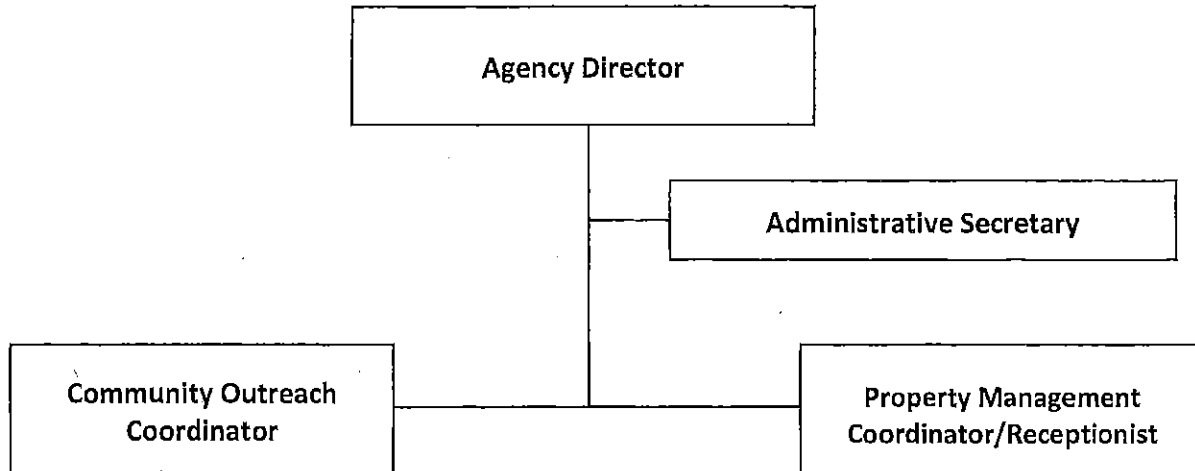 Agency Director
Administrative Secretary
Community Outreach
Coordinator
Property Management
Coordinator/Receptionist